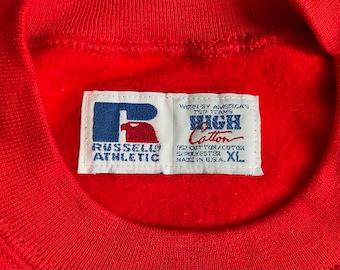 RUSSELL
ATHLETIC
WORN BY AMERICA'S
TOP TEAMS
HIGH
Cotton
95% COTTON/COTON
5% POLYESTER
MADE IN U.S.A. XL